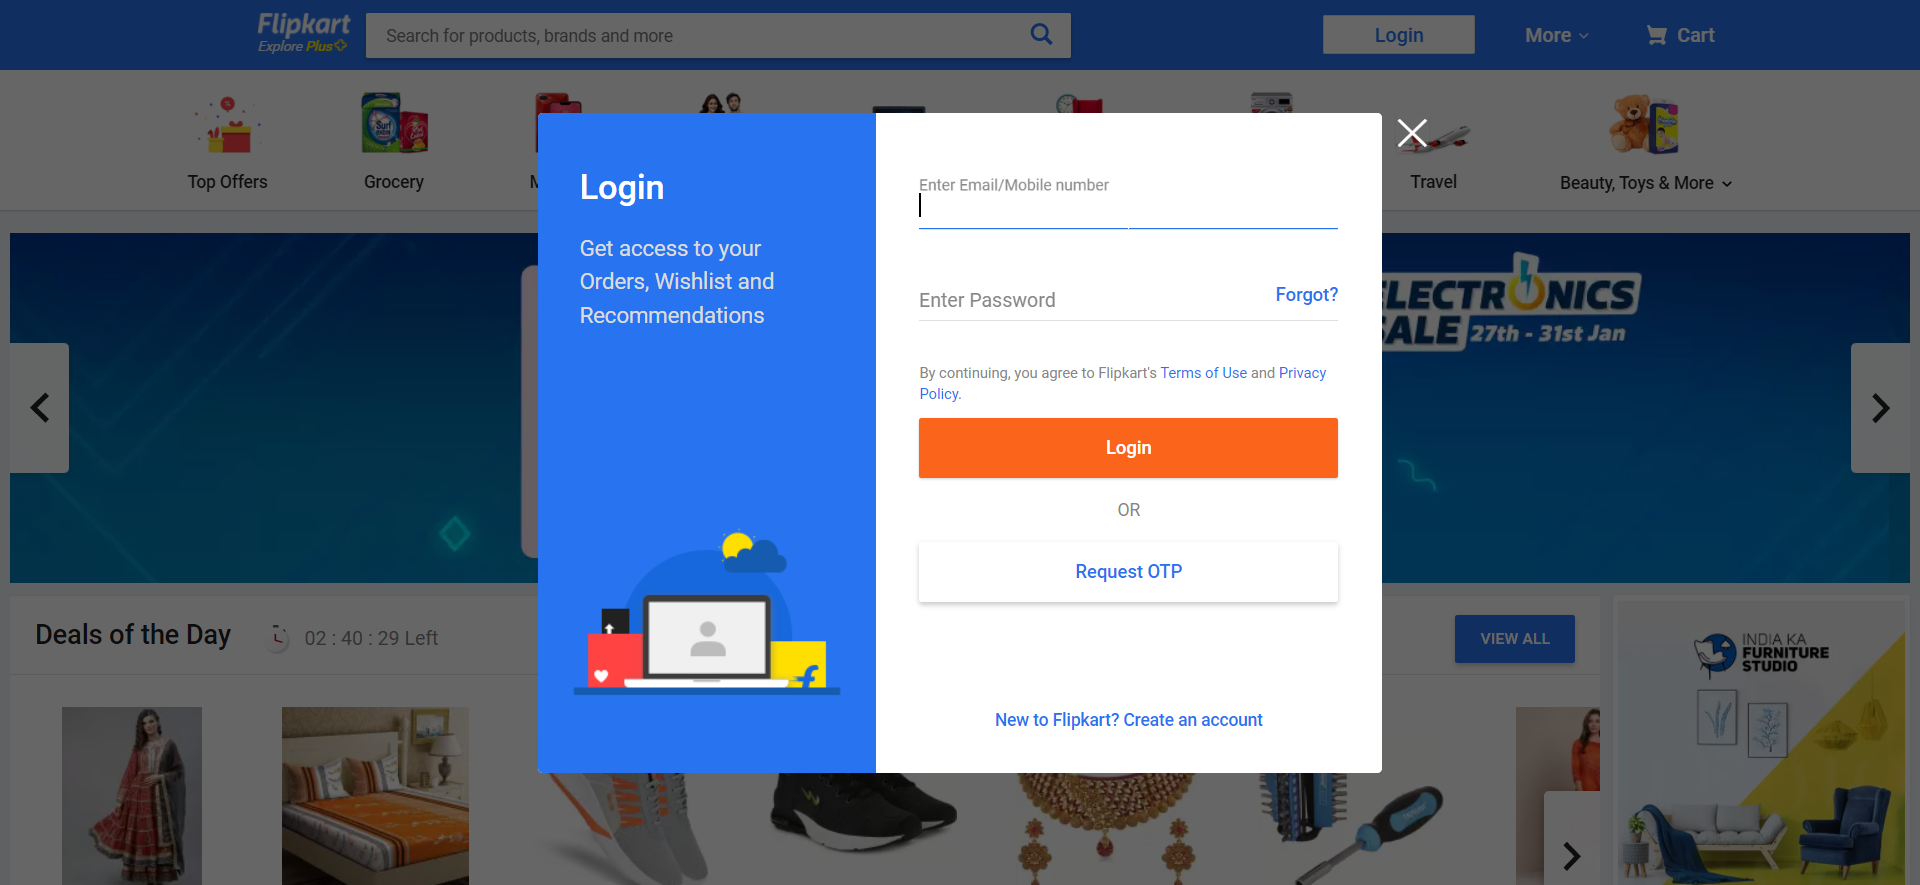 Flipkart
Explore Plus
Search for products, brands and more
Login
More
Cart
Top Offers
Grocery
Travel
Beauty, Toys & More
Login
Get access to your
Orders, Wishlist and
Recommendations
Enter Email/Mobile number
Enter Password
Forgot?
By continuing, you agree to Flipkart's Terms of Use and Privacy
Policy.
Login
OR
Request OTP
New to Flipkart? Create an account
ELECTRONICS
SALE 27th - 31st Jan
Deals of the Day
02 : 40 : 29 Left
VIEW ALL
INDIA KA
FURNITURE
STUDIO